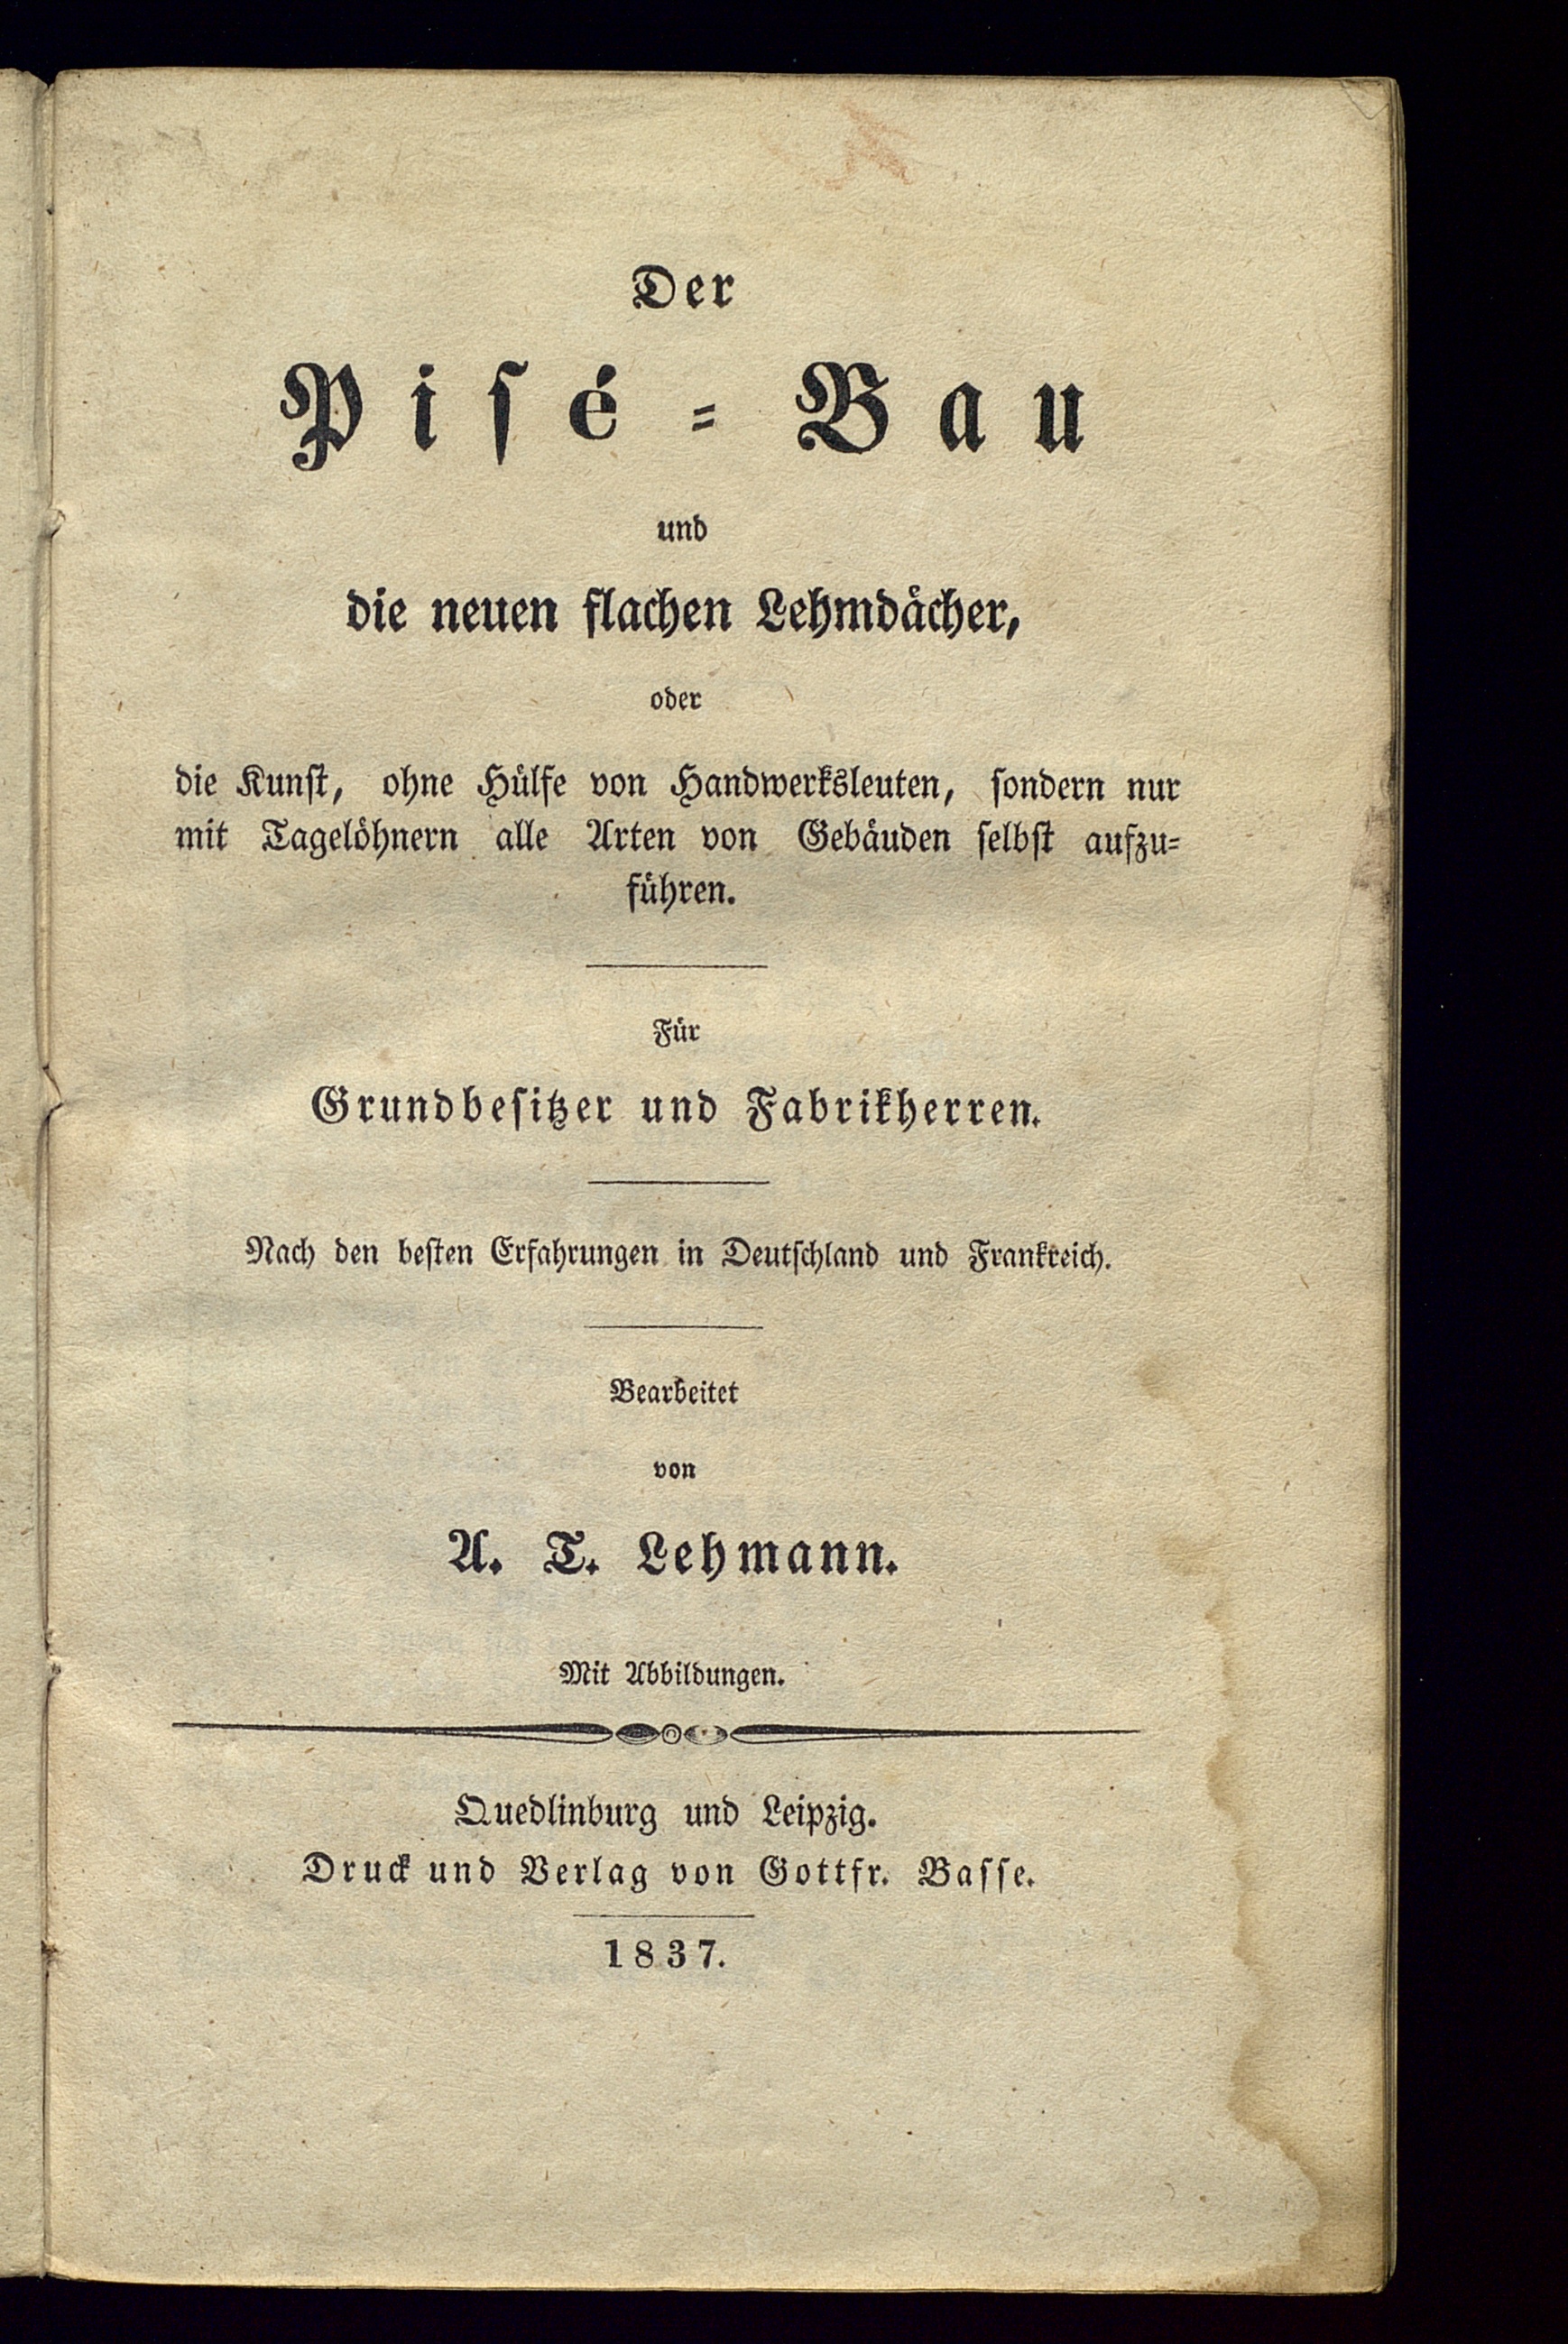 Der
Pisé-Bau
und
die neuen flachen Lehmdächer,
oder
die Kunst, ohne Hülfe von Handwerksleuten, sondern nur
mit Tagelöhnern alle Arten von Gebäuden selbst aufzu-
führen.
Für
Grundbesitzer und Fabrikherren.
Nach den besten Erfahrungen in Deutschland und Frankreich.
Bearbeitet
von
A. T. Lehmann.
Mit Abbildungen.
Quedlinburg und Leipzig.
Druck und Verlag von Gottfr. Basse.
1837.